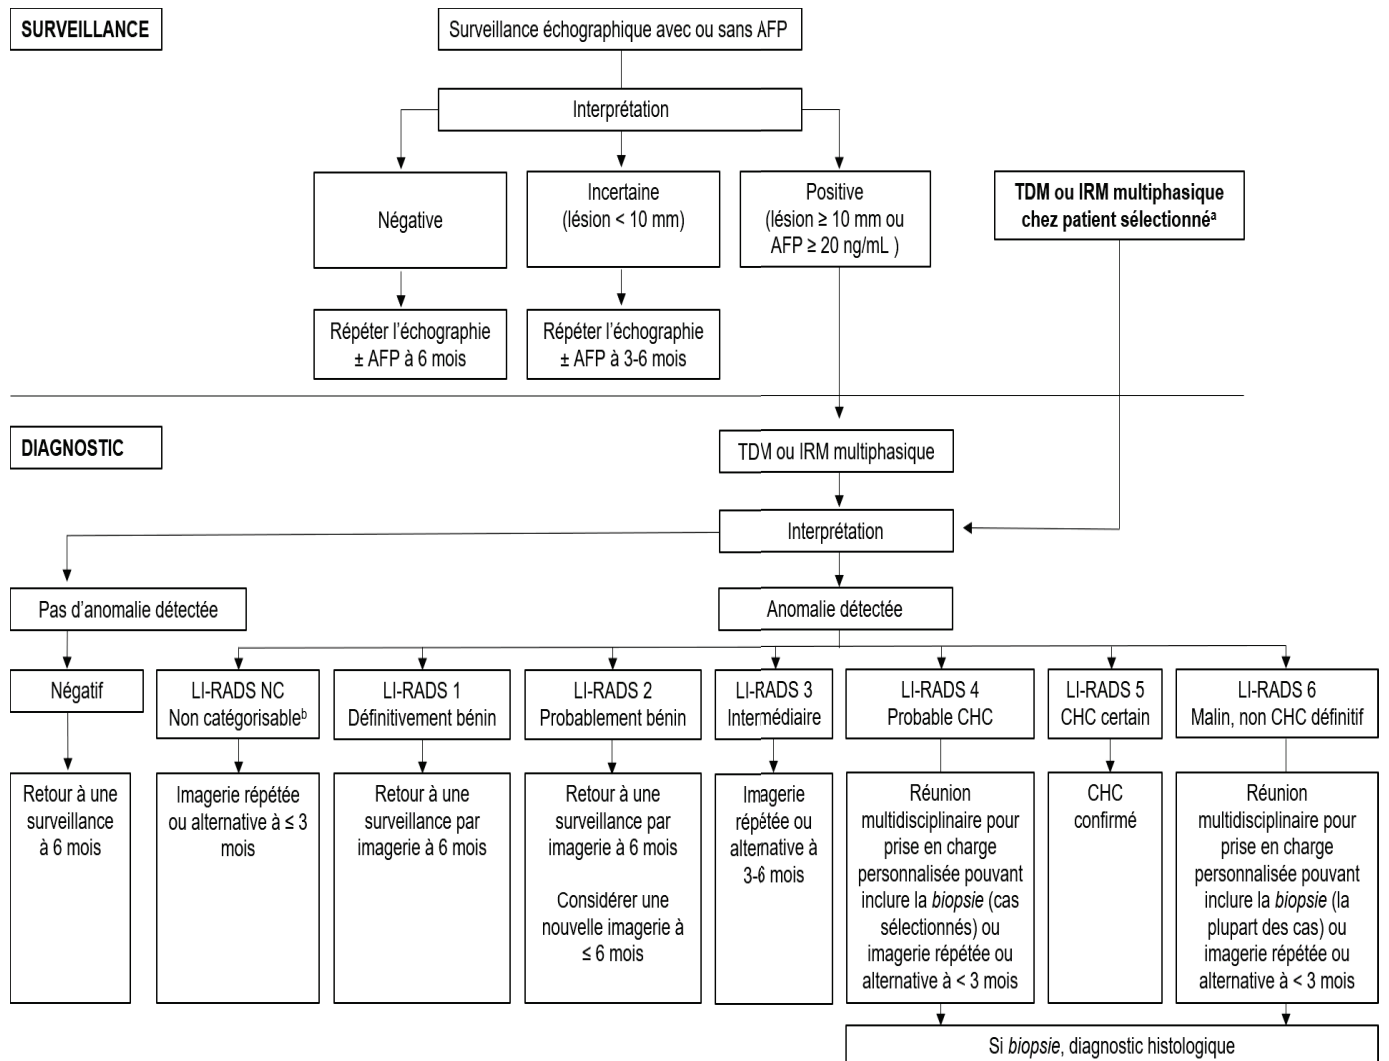 SURVEILLANCE
Surveillance échographique avec ou sans AFP
Interprétation
Négative
Incertaine
(lésion < 10 mm)
Positive
(lésion ≥ 10 mm ou
AFP ≥ 20 ng/mL )
TDM ou IRM multiphasique
chez patient sélectionnéᵃ
Répéter l’échographie
± AFP à 6 mois
Répéter l’échographie
± AFP à 3-6 mois
DIAGNOSTIC
TDM ou IRM multiphasique
Interprétation
Pas d’anomalie détectée
Anomalie détectée
Négatif
LI-RADS NC
Non catégorisableᵇ
LI-RADS 1
Définitivement bénin
LI-RADS 2
Probablement bénin
LI-RADS 3
Intermédiaire
LI-RADS 4
Probable CHC
LI-RADS 5
CHC certain
LI-RADS 6
Malin, non CHC définitif
Retour à une
surveillance
à 6 mois
Imagerie répétée
ou alternative à ≤ 3
mois
Retour à une
surveillance par
imagerie à 6 mois
Retour à une
surveillance par
imagerie à 6 mois
Considérer une
nouvelle imagerie à
≤ 6 mois
Imagerie
répétée ou
alternative à
3-6 mois
Réunion
multidisciplinaire pour
prise en charge
personnalisée pouvant
inclure la biopsie (cas
sélectionnés) ou
imagerie répétée ou
alternative à < 3 mois
CHC
confirmé
Réunion
multidisciplinaire pour
prise en charge
personnalisée pouvant
inclure la biopsie (la
plupart des cas) ou
imagerie répétée ou
alternative à < 3 mois
Si biopsie, diagnostic histologique